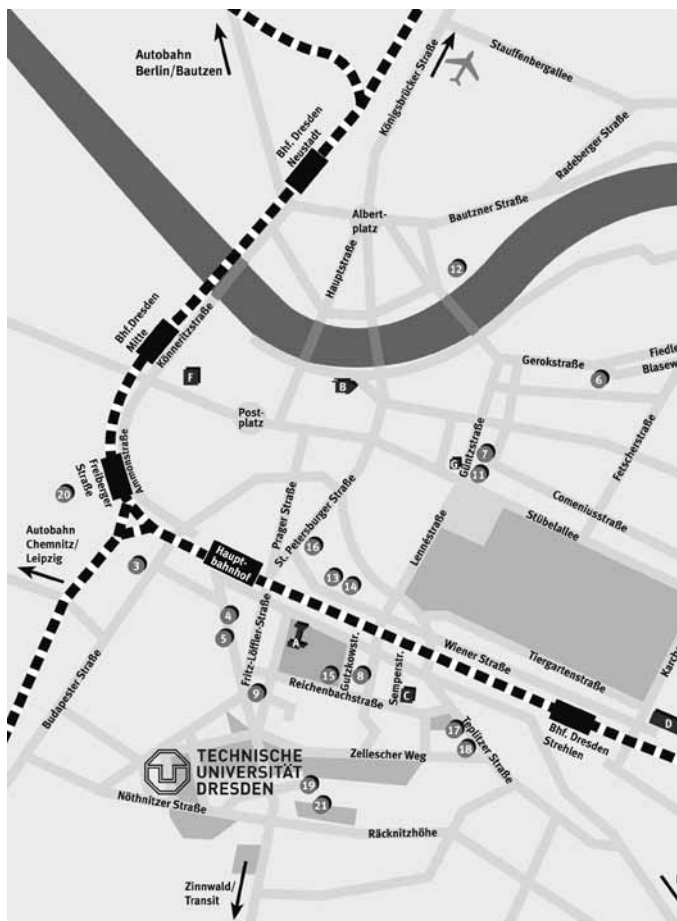 Stauffenbergallee
Autobahn
Berlin/Bautzen
Königsbrücker Straße
Bhf. Dresden
Neustadt
Radeberger Straße
Albert-
platz
Bautzner Straße
Hauptstraße
12
Bhf.Dresden
Mitte
Könneritzstraße
Gerokstraße
Fiedle
Blasew
F
B
6
Post-
platz
Güntzstraße
7
G
11
Fetscherstraße
Ammonstraße
Freiberger
Straße
20
Comeniusstraße
Stübelallee
Prager Straße
St. Petersburger Straße
16
Lennéstraße
Autobahn
Chemnitz/
Leipzig
3
Haupt-
bahnhof
13
14
4
5
Fritz-Löffler-Straße
A
Gutzkowstr.
Wiener Straße
Tiergartenstraße
Karch
Semperstr.
15
8
9
Reichenbachstraße
C
Budapester Straße
17
18
Teplitzer Straße
Bhf. Dresden
Strehlen
D
Zellescher Weg
TECHNISCHE
UNIVERSITÄT
DRESDEN
19
21
Nöthnitzer Straße
Räcknitzhöhe
Zinnwald/
Transit